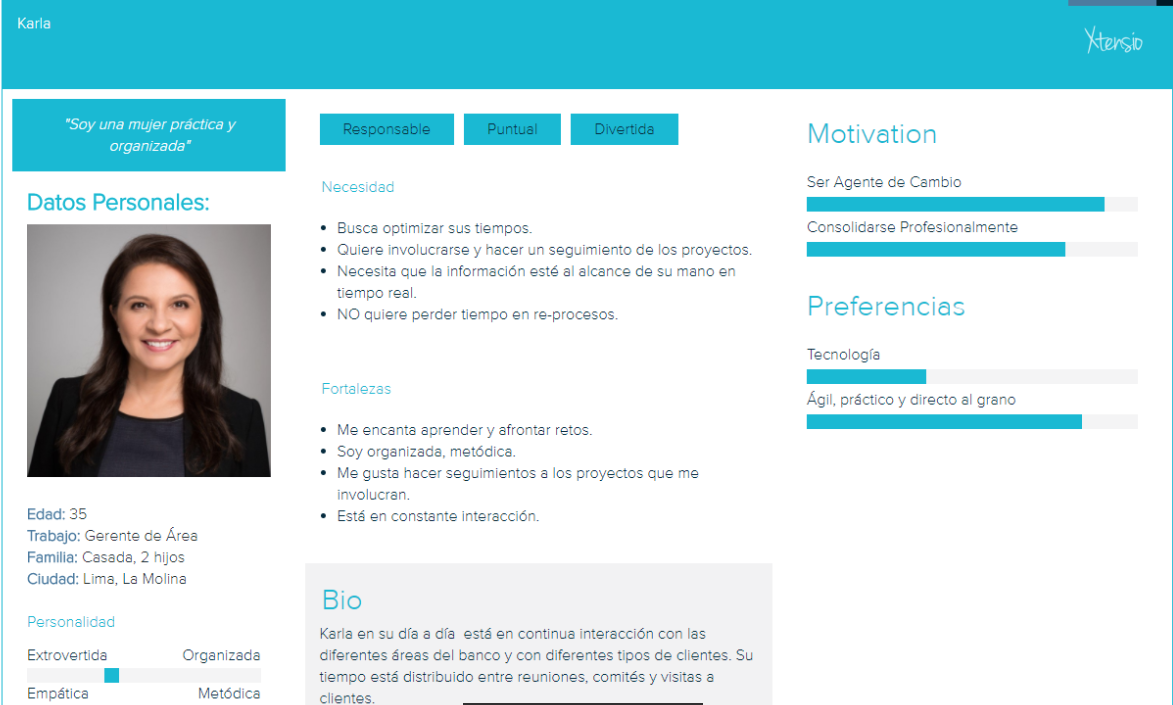 Karla
Xtensio
"Soy una mujer práctica y
organizada"
Datos Personales:
Edad: 35
Trabajo: Gerente de Área
Familia: Casada, 2 hijos
Ciudad: Lima, La Molina
Personalidad
Extrovertida Organizada
Empática Metódica
Responsable Puntual Divertida
Necesidad
• Busca optimizar sus tiempos.
• Quiere involucrarse y hacer un seguimiento de los proyectos.
• Necesita que la información esté al alcance de su mano en
tiempo real.
• NO quiere perder tiempo en re-procesos.
Fortalezas
• Me encanta aprender y afrontar retos.
• Soy organizada, metódica.
• Me gusta hacer seguimientos a los proyectos que me
involucran.
• Está en constante interacción.
Bio
Karla en su día a día está en continua interacción con las
diferentes áreas del banco y con diferentes tipos de clientes. Su
tiempo está distribuido entre reuniones, comités y visitas a
clientes.
Motivation
Ser Agente de Cambio
Consolidarse Profesionalmente
Preferencias
Tecnología
Ágil, práctico y directo al grano